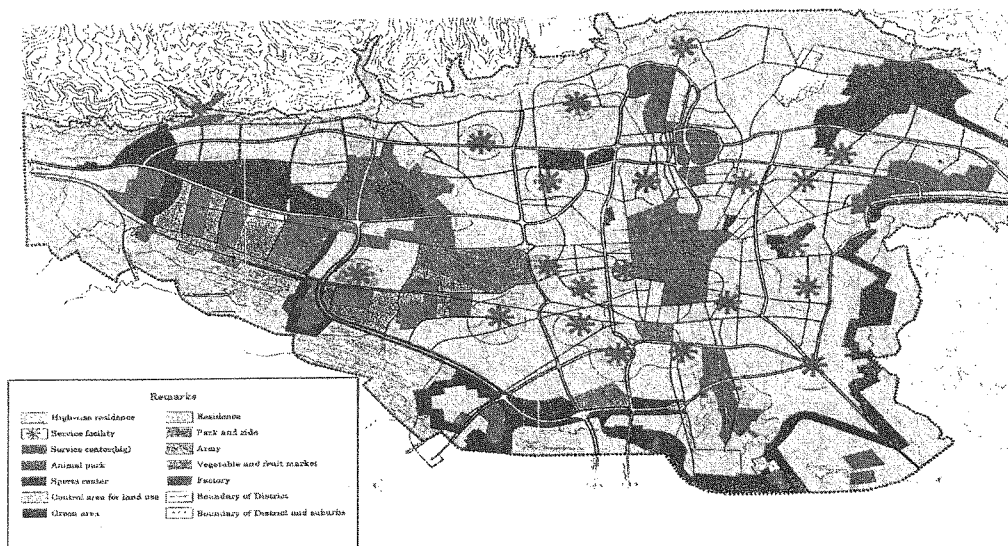 Remarks
High-rise residence
Service facility
Service center(big)
Animal park
Sports center
Control area for land use
Green area
Residence
Park and ride
Army
Vegetable and fruit market
Factory
Boundary of District
Boundary of District and suburbs